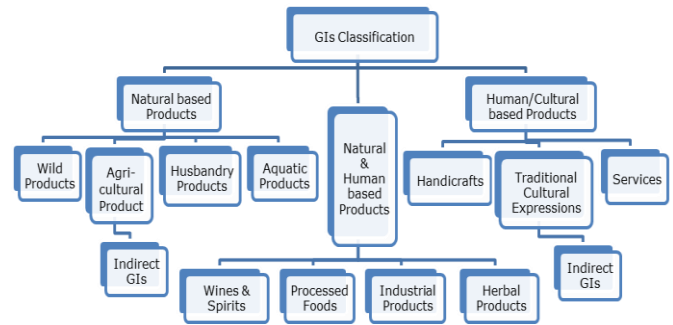 GIs Classification
Natural based
Products
Human/Cultural
based Products
Natural
&
Human
based
Products
Wild
Products
Agri-
cultural
Product
Husbandry
Products
Aquatic
Products
Handicrafts
Traditional
Cultural
Expressions
Services
Indirect
GIs
Indirect
GIs
Wines &
Spirits
Processed
Foods
Industrial
Products
Herbal
Products